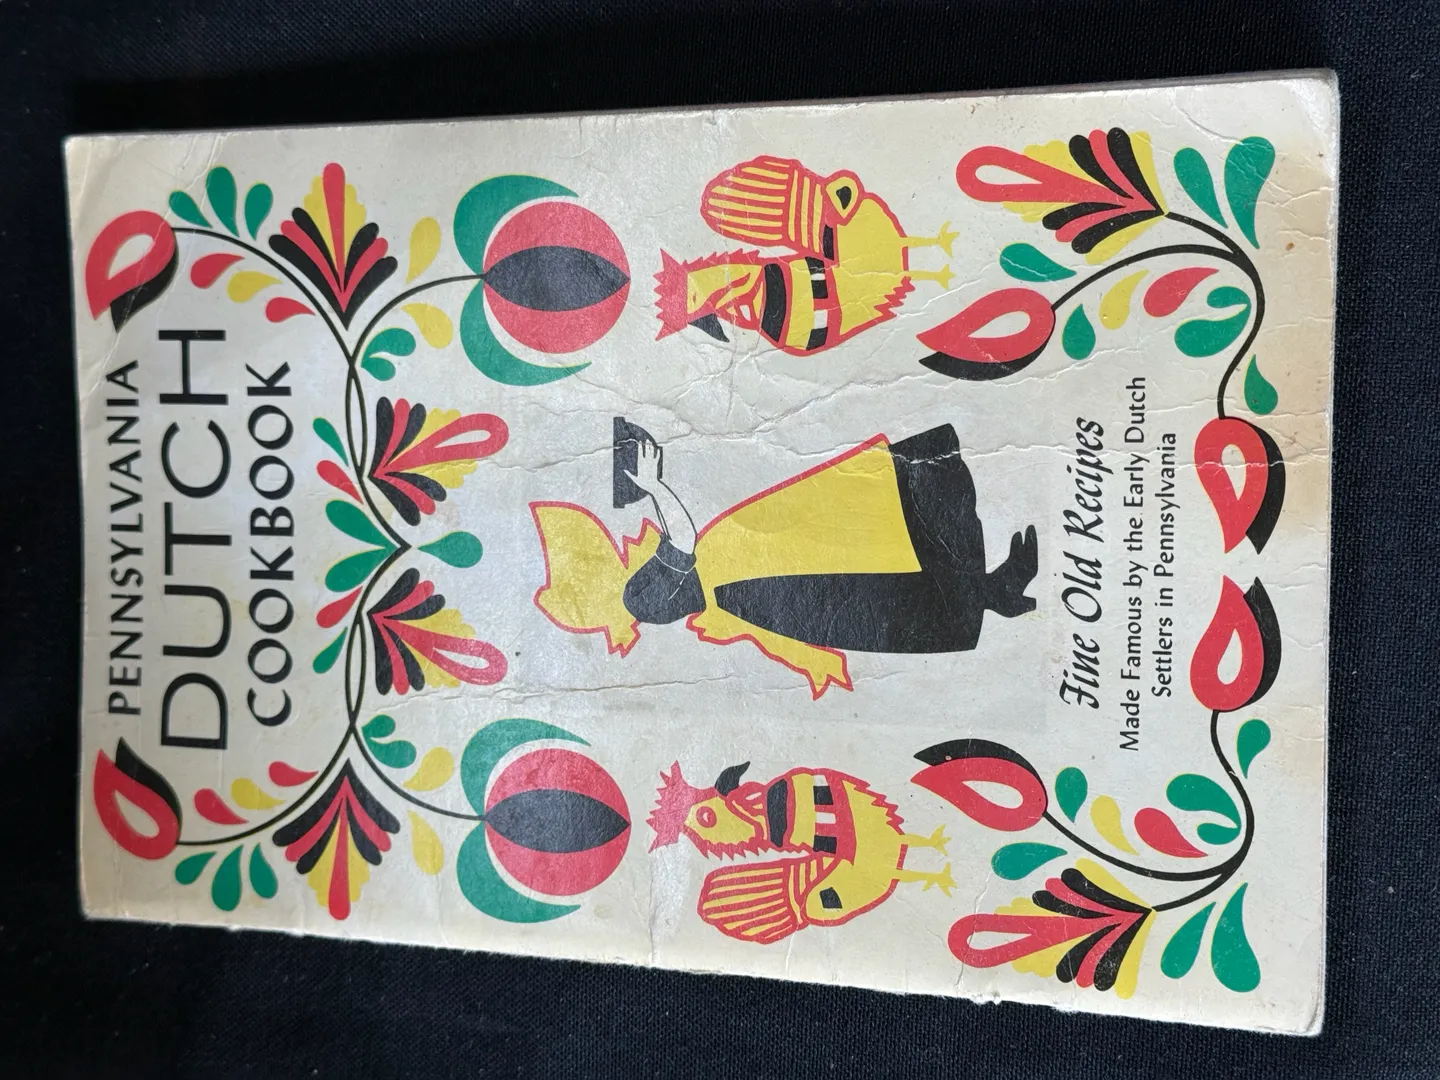 PENNSYLVANIA
DUTCH
COOKBOOK
Fine Old Recipes
Made Famous by the Early Dutch
Settlers in Pennsylvania